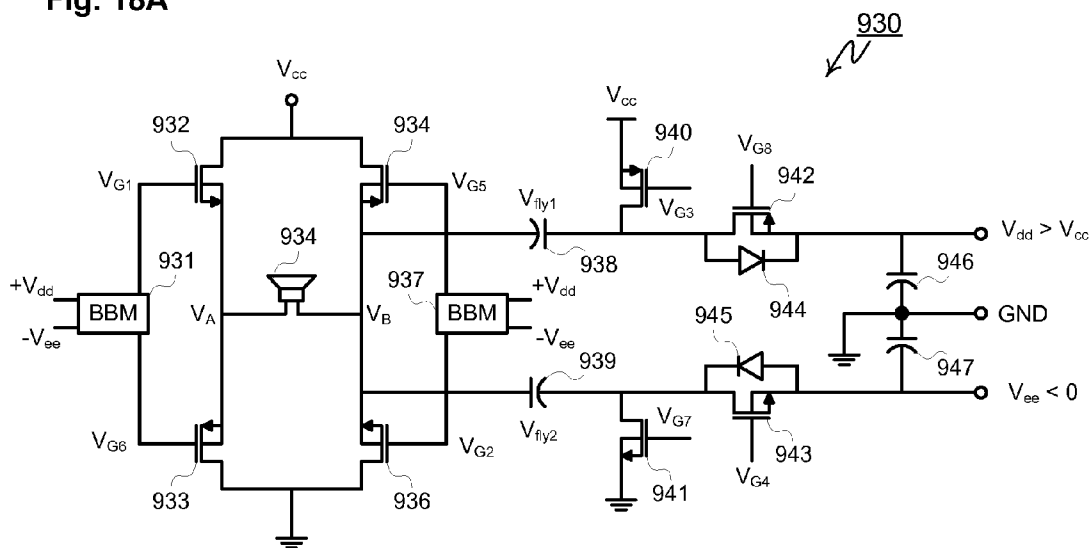 Fig. 18A
930
Vcc
Vcc
932
934
940
VG8
942
VG1
VG5
Vfly1
VG3
934
938
Vdd > Vcc
931
937
944
946
+Vdd
BBM
-Vee
VA
VB
BBM
+Vdd
-Vee
GND
945
939
947
Vee < 0
VG6
VG2
Vfly2
VG7
943
933
936
941
VG4